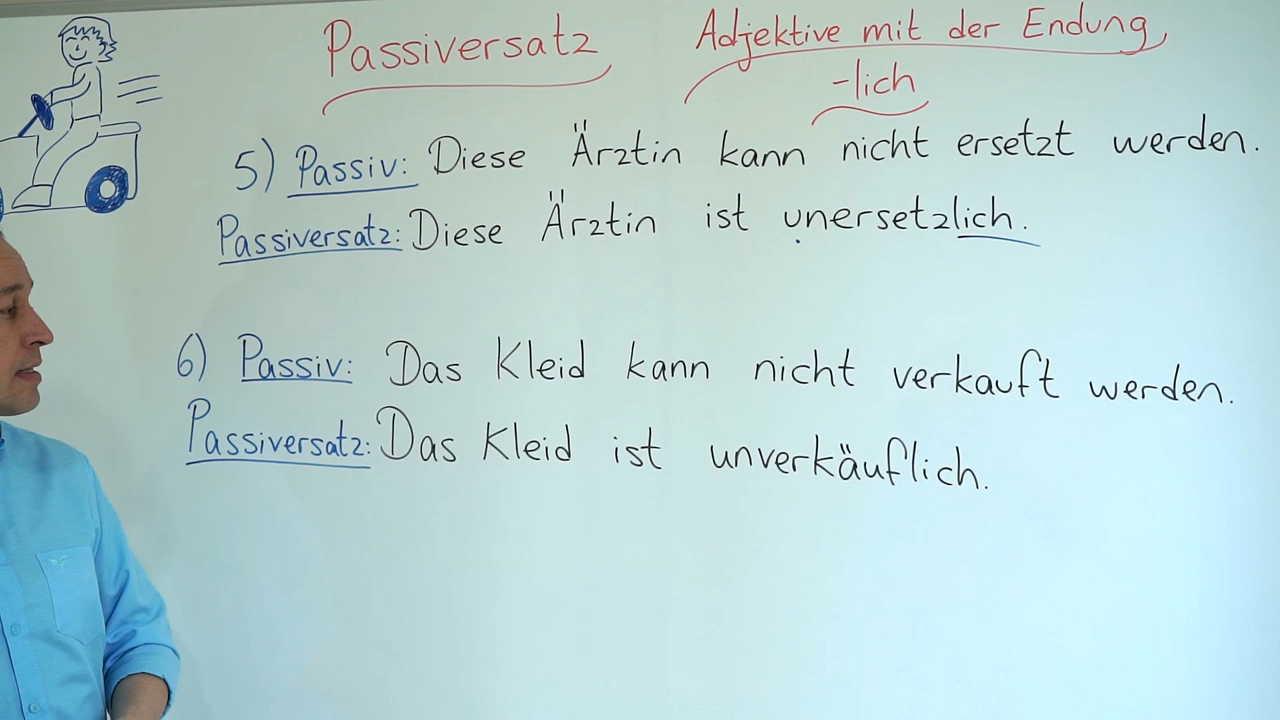 Passiversatz
Adjektive mit der Endung
-lich
5) Passiv: Diese Ärztin kann nicht ersetzt werden.
Passiversatz: Diese Ärztin ist unersetzlich.
6) Passiv: Das Kleid kann nicht verkauft werden.
Passiversatz: Das Kleid ist unverkäuflich.